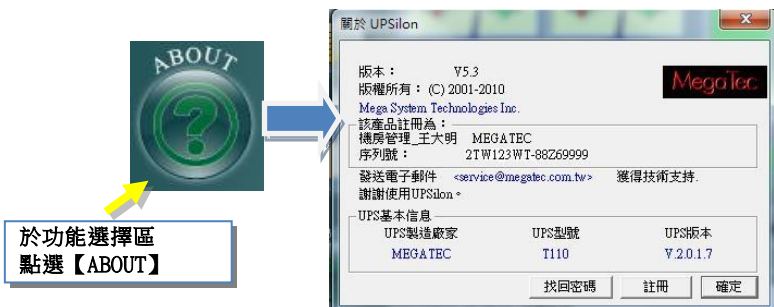 ABOUT
於功能選擇區
點選【ABOUT】
關於 UPSilon
版本： V5.3
版權所有： (C) 2001-2010
MegaTec
Mega System Technologies Inc.
該產品註冊為：
機房管理_王大明 MEGATEC
序列號： 2TW123WT-88Z69999
發送電子郵件 <service@megatec.com.tw> 獲得技術支持.
謝謝使用UPSilon。
UPS基本信息
UPS製造廠家 UPS型號 UPS版本
MEGATEC T110 V.2.0.1.7
找回密碼 註冊 確定